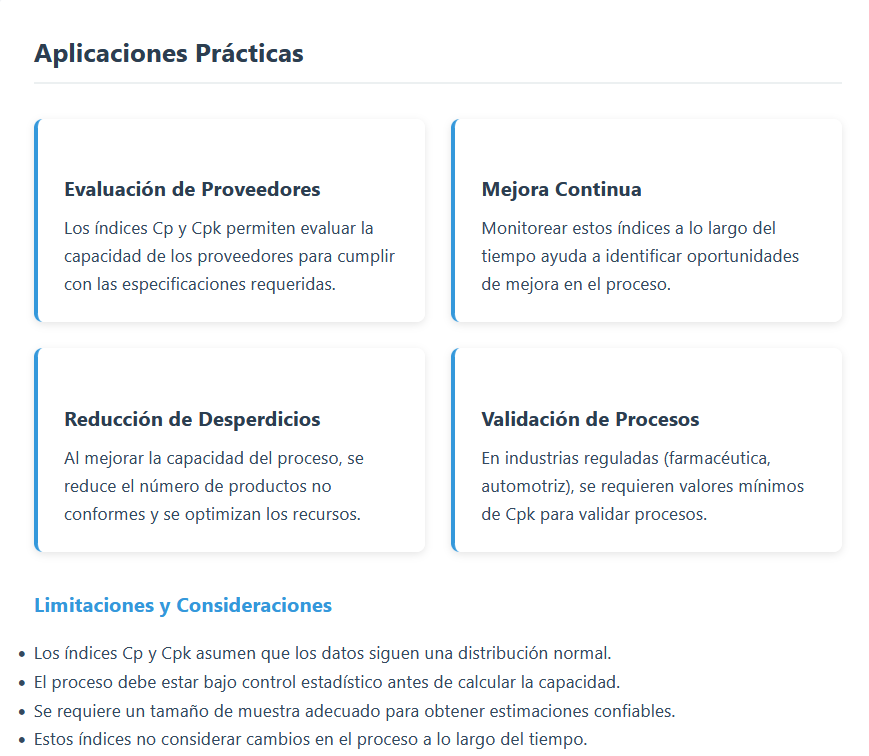 Aplicaciones Prácticas
Evaluación de Proveedores
Los índices Cp y Cpk permiten evaluar la
capacidad de los proveedores para cumplir
con las especificaciones requeridas.
Mejora Continua
Monitorear estos índices a lo largo del
tiempo ayuda a identificar oportunidades
de mejora en el proceso.
Reducción de Desperdicios
Al mejorar la capacidad del proceso, se
reduce el número de productos no
conformes y se optimizan los recursos.
Validación de Procesos
En industrias reguladas (farmacéutica,
automotriz), se requieren valores mínimos
de Cpk para validar procesos.
Limitaciones y Consideraciones
• Los índices Cp y Cpk asumen que los datos siguen una distribución normal.
• El proceso debe estar bajo control estadístico antes de calcular la capacidad.
• Se requiere un tamaño de muestra adecuado para obtener estimaciones confiables.
• Estos índices no considerar cambios en el proceso a lo largo del tiempo.